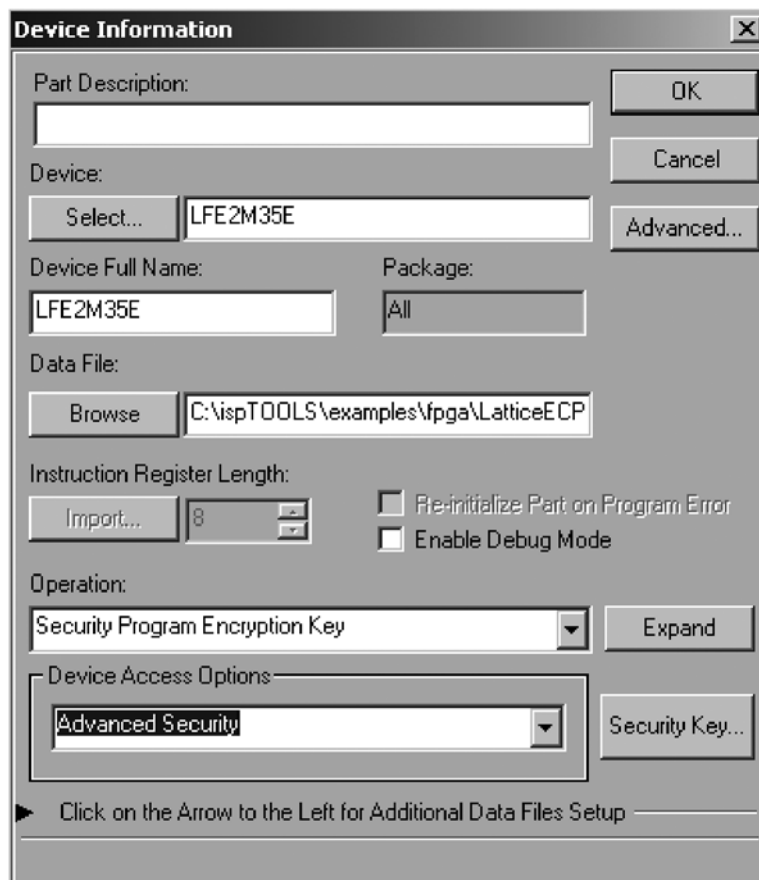 Device Information
Part Description:
OK
Cancel
Device:
Select... LFE2M35E
Advanced...
Device Full Name: Package:
LFE2M35E All
Data File:
Browse C:\ispTOOLS\examples\fpga\LatticeECP
Instruction Register Length:
Import... 8 Re-initialize Part on Program Error
Enable Debug Mode
Operation:
Security Program Encryption Key Expand
Device Access Options
Advanced Security Security Key...
Click on the Arrow to the Left for Additional Data Files Setup